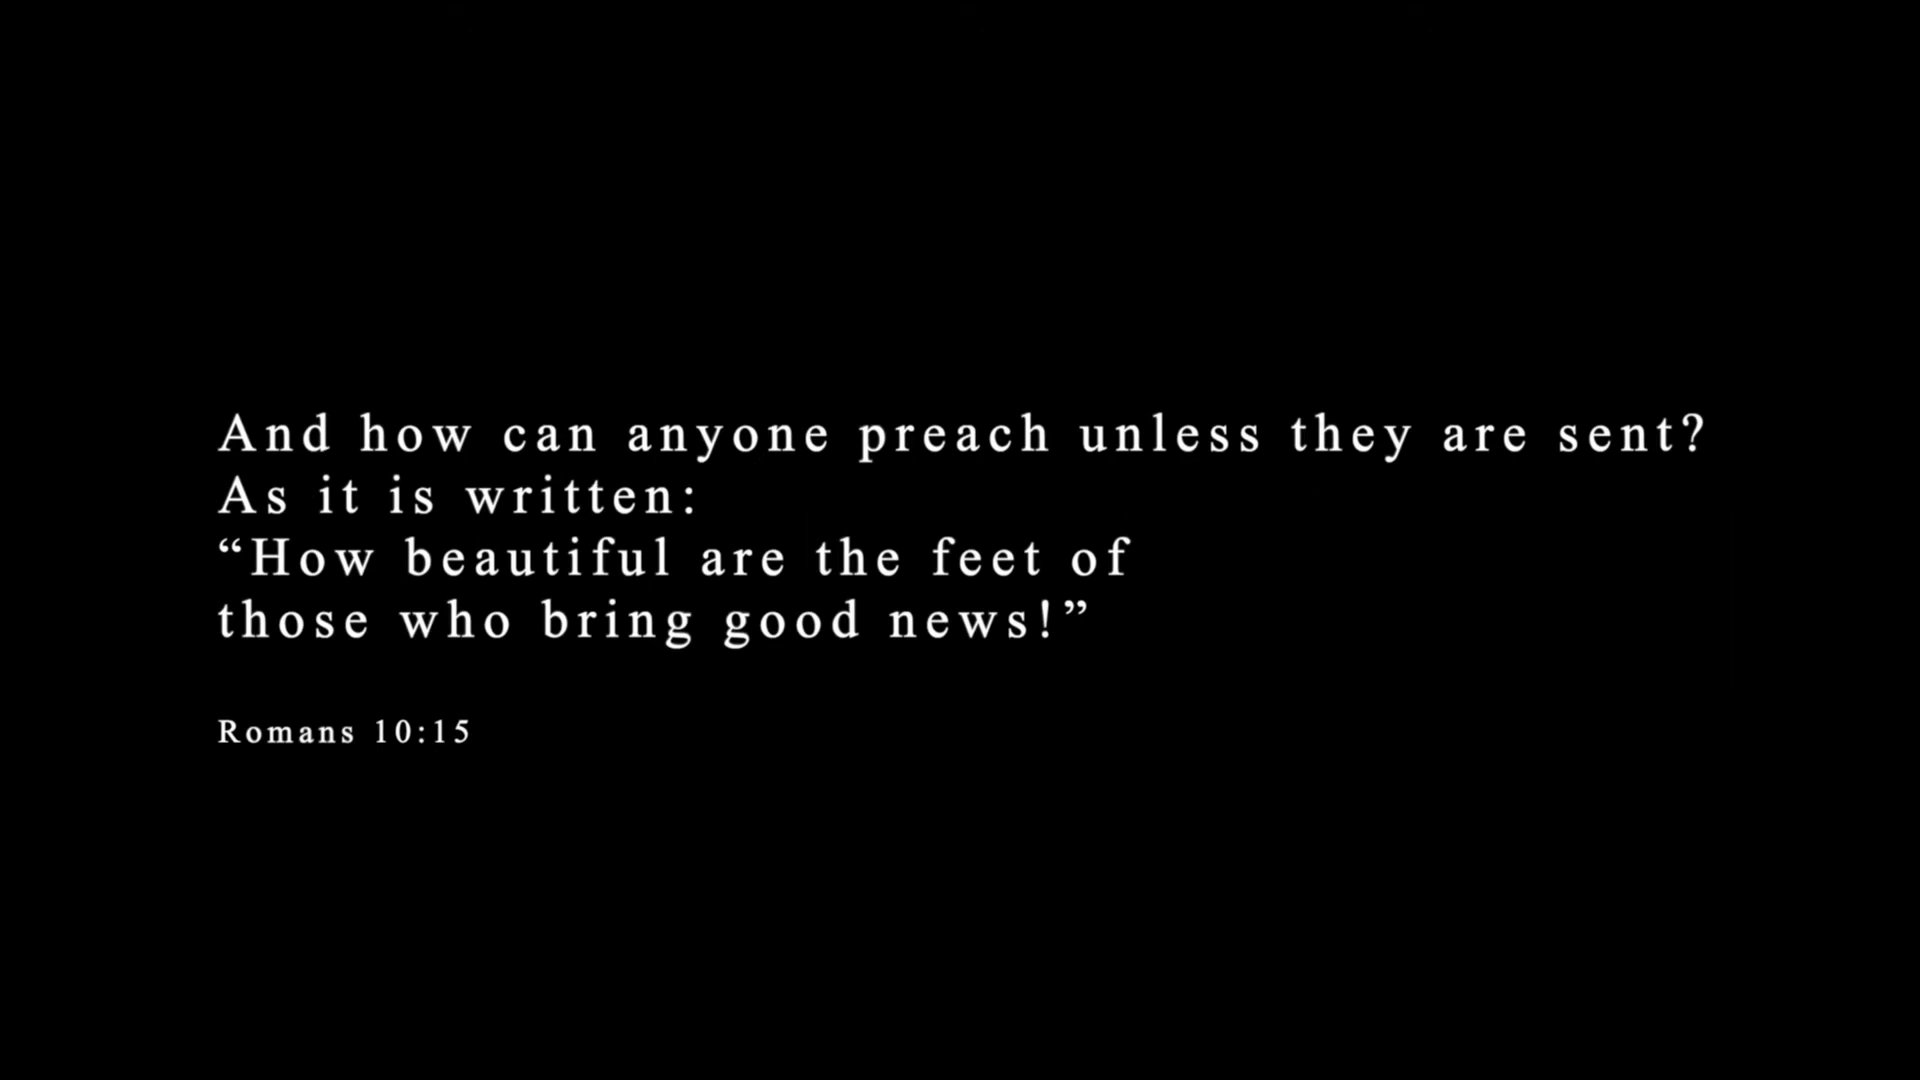 And how can anyone preach unless they are sent?
As it is written:
“How beautiful are the feet of
those who bring good news!”
Romans 10:15